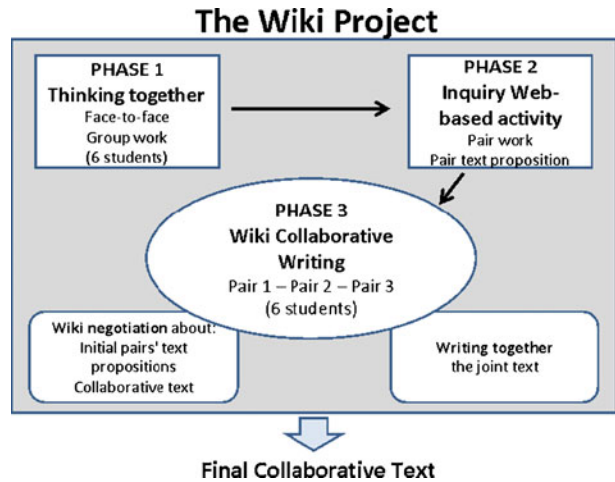 The Wiki Project
PHASE 1
Thinking together
Face-to-face
Group work
(6 students)
PHASE 2
Inquiry Web-
based activity
Pair work
Pair text proposition
PHASE 3
Wiki Collaborative
Writing
Pair 1 – Pair 2 – Pair 3
(6 students)
Wiki negotiation about:
Initial pairs' text
propositions
Collaborative text
Writing together
the joint text
Final Collaborative Text